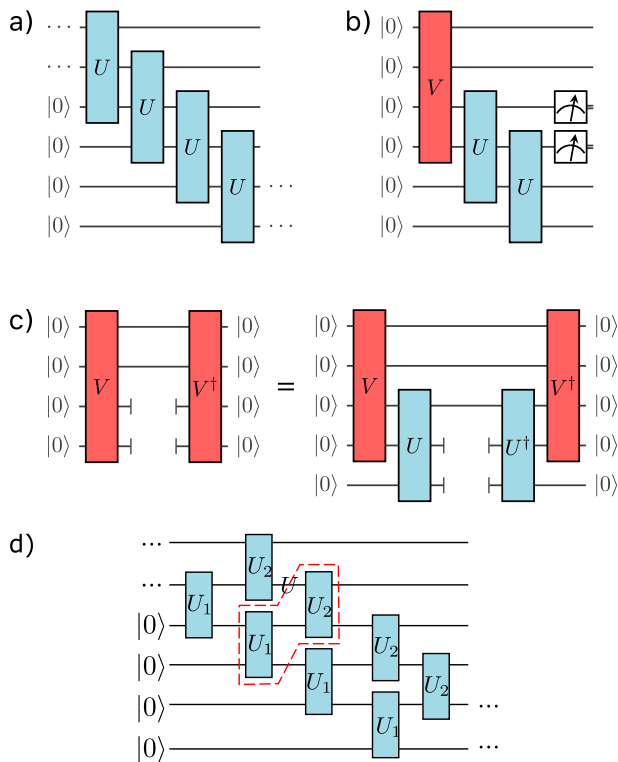 a)
··· U
··· U
|0⟩ U
|0⟩ U
|0⟩ ···
|0⟩ ···
b)
|0⟩
|0⟩ V
|0⟩ U
|0⟩ U
|0⟩
|0⟩
c)
|0⟩ |0⟩
|0⟩ V V† |0⟩
|0⟩ |0⟩
|0⟩ |0⟩
=
|0⟩ |0⟩
|0⟩ V V† |0⟩
|0⟩ U U† |0⟩
|0⟩ |0⟩
|0⟩ |0⟩
d)
... U₂
... U₁ U U₂
|0⟩ U₁ U₂
|0⟩ U₁ U₂
|0⟩ U₁ ...
|0⟩ ...